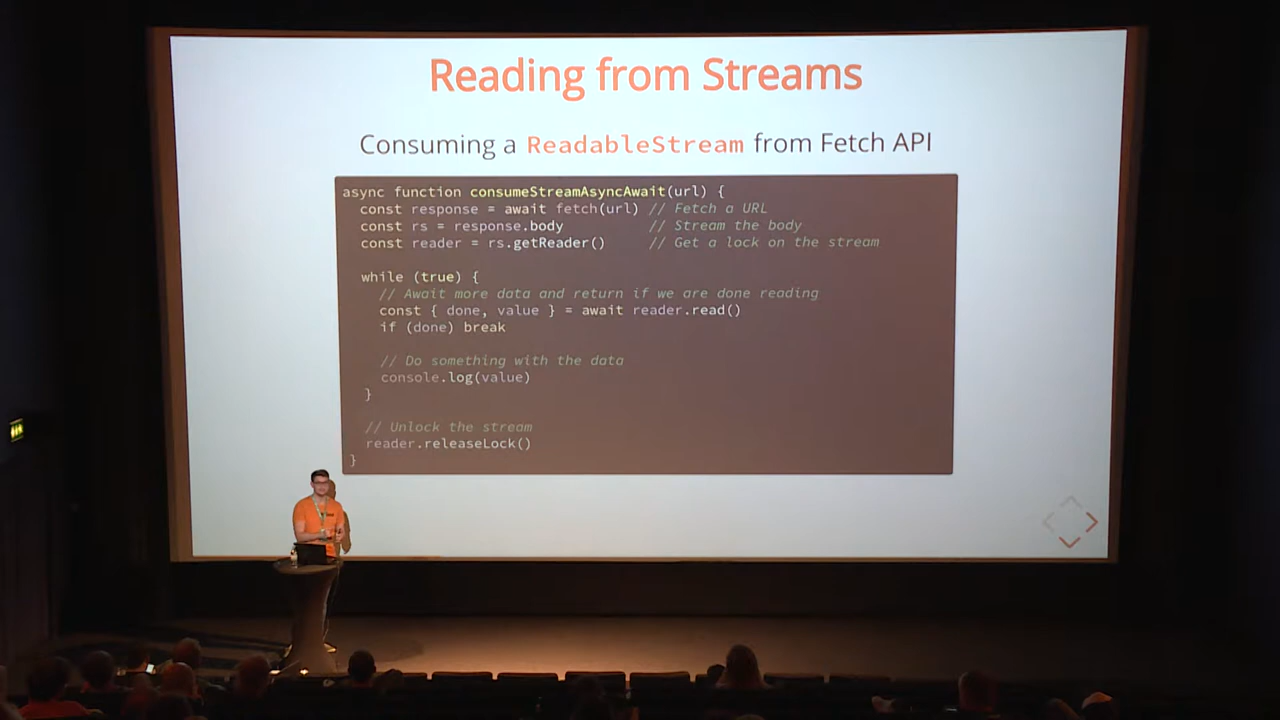 Reading from Streams
Consuming a ReadableStream from Fetch API
async function consumeStreamAsyncAwait(url) {
  const response = await fetch(url) // Fetch a URL
  const rs = response.body          // Stream the body
  const reader = rs.getReader()     // Get a lock on the stream

  while (true) {
    // Await more data and return if we are done reading
    const { done, value } = await reader.read()
    if (done) break

    // Do something with the data
    console.log(value)
  }

  // Unlock the stream
  reader.releaseLock()
}